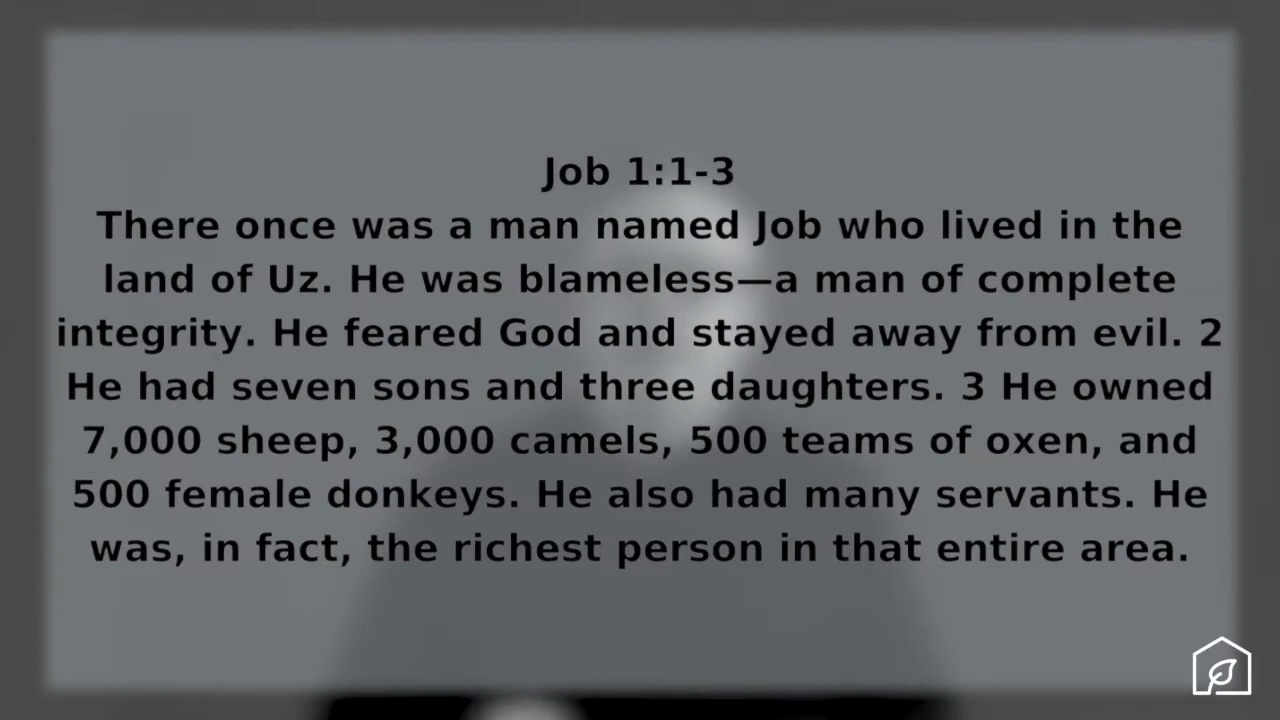 Job 1:1-3
There once was a man named Job who lived in the
land of Uz. He was blameless—a man of complete
integrity. He feared God and stayed away from evil. 2
He had seven sons and three daughters. 3 He owned
7,000 sheep, 3,000 camels, 500 teams of oxen, and
500 female donkeys. He also had many servants. He
was, in fact, the richest person in that entire area.